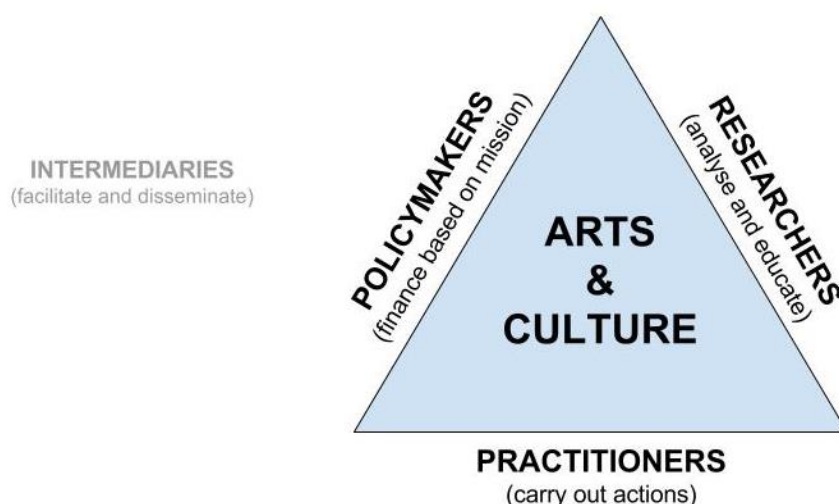 INTERMEDIARIES
(facilitate and disseminate)
POLICYMAKERS
(finance based on mission)
RESEARCHERS
(analyse and educate)
ARTS
&
CULTURE
PRACTITIONERS
(carry out actions)